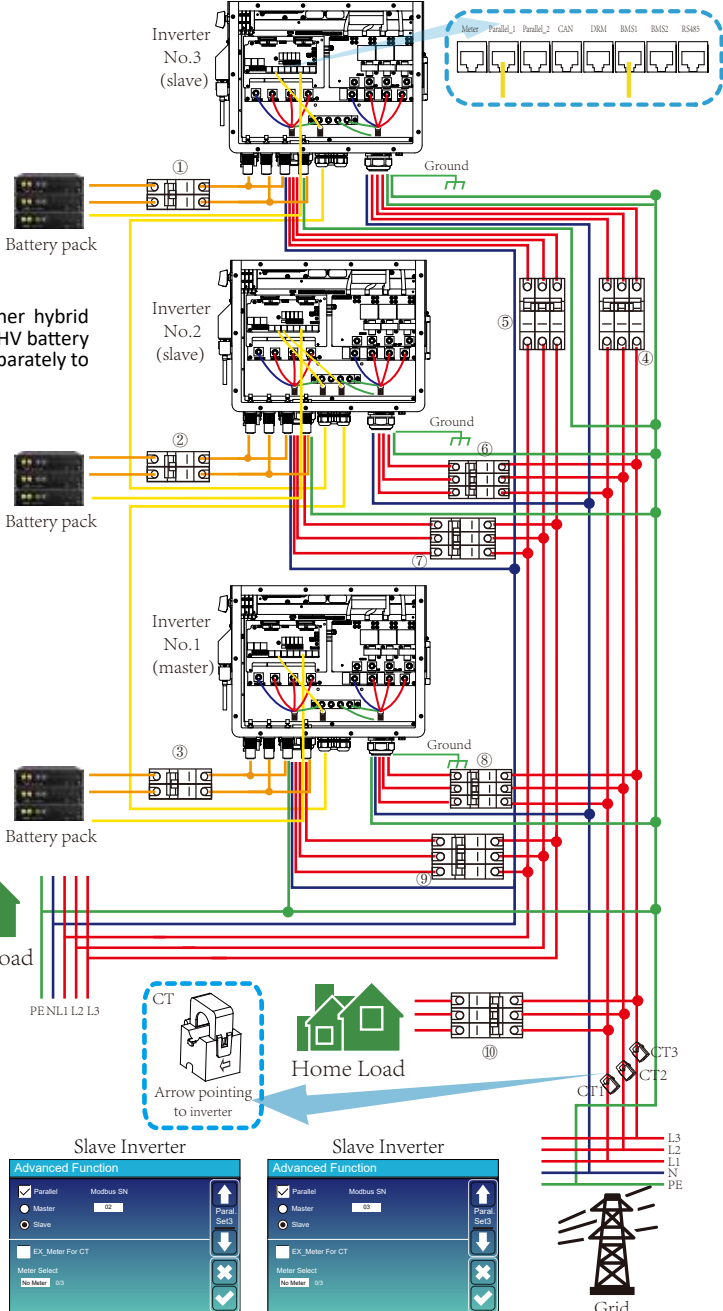 Meter Parallel_1 Parallel_2 CAN DRM BMS1 BMS2 RS485
Inverter
No.3
(slave)
Ground
①
Battery pack
Inverter
No.2
(slave)
⑤
④
hybrid
HV battery
to
Ground
②
⑥
Battery pack
⑦
Inverter
No.1
(master)
Ground
③
⑧
Battery pack
⑨
PE N L1 L2 L3
CT
Arrow pointing
to inverter
Home Load
⑩
CT3
CT2
CT1
L3
L2
L1
N
PE
Grid
Slave Inverter
Advanced Function
Parallel Modbus SN
Master 02
Slave
Paral.
Set3
EX_Meter For CT
Meter Select
No Meter 0/3
Slave Inverter
Advanced Function
Parallel Modbus SN
Master 03
Slave
Paral.
Set3
EX_Meter For CT
Meter Select
No Meter 0/3